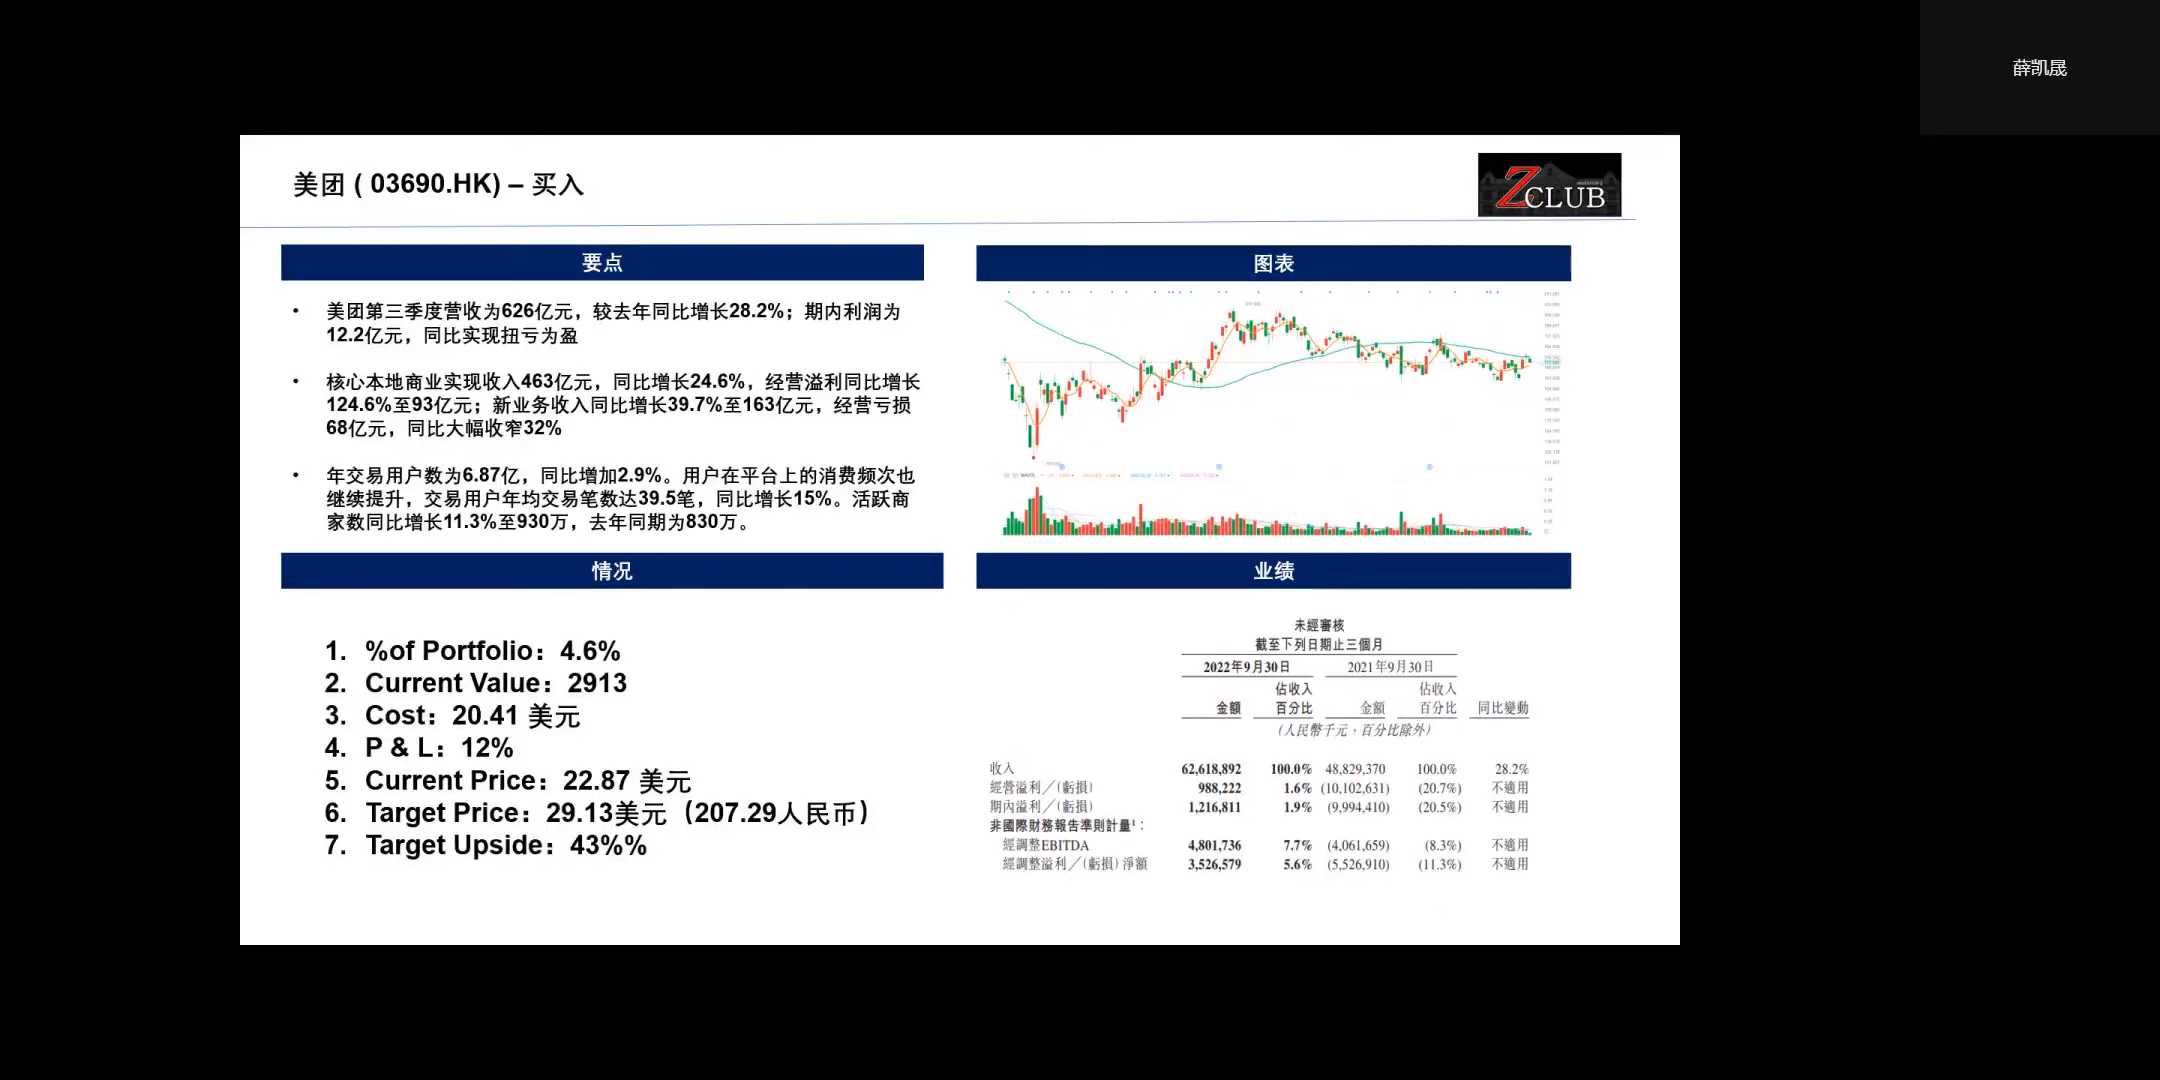 薛凯晟
美团 ( 03690.HK) – 买入
ZCLUB
要点
• 美团第三季度营收为626亿元，较去年同比增长28.2%；期内利润为
12.2亿元，同比实现扭亏为盈
• 核心本地商业实现收入463亿元，同比增长24.6%，经营溢利同比增长
124.6%至93亿元；新业务收入同比增长39.7%至163亿元，经营亏损
68亿元，同比大幅收窄32%
• 年交易用户数为6.87亿，同比增加2.9%。用户在平台上的消费频次也
继续提升，交易用户年均交易笔数达39.5笔，同比增长15%。活跃商
家数同比增长11.3%至930万，去年同期为830万。
图表
情况
1. %of Portfolio：4.6%
2. Current Value：2913
3. Cost：20.41 美元
4. P & L：12%
5. Current Price：22.87 美元
6. Target Price：29.13美元（207.29人民币）
7. Target Upside：43%%
业绩
未經審核
截至下列日期止三個月
2022年9月30日 2021年9月30日
佔收入 佔收入
金額 百分比 金額 百分比 同比變動
(人民幣千元，百分比除外)
收入 62,618,892 100.0% 48,829,370 100.0% 28.2%
經營溢利／(虧損) 988,222 1.6% (10,102,631) (20.7%) 不適用
期內溢利／(虧損) 1,216,811 1.9% (9,994,410) (20.5%) 不適用
非國際財務報告準則計量¹：
經調整EBITDA 4,801,736 7.7% (4,061,659) (8.3%) 不適用
經調整溢利／(虧損) 淨額 3,526,579 5.6% (5,526,910) (11.3%) 不適用